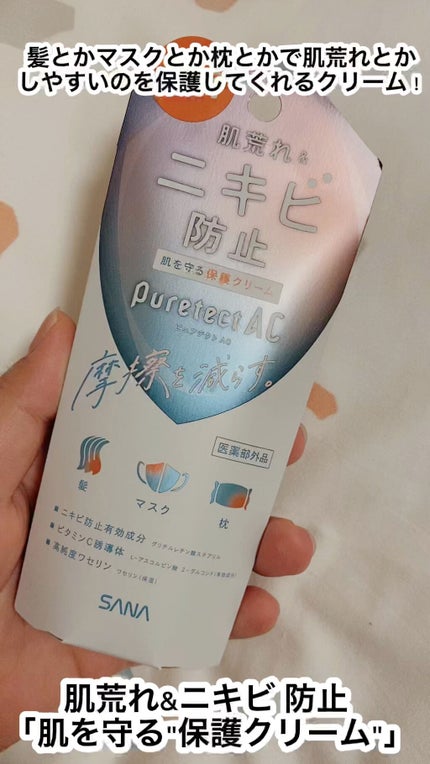 髪とかマスクとか枕とかで肌荒れとか
しやすいのを保護してくれるクリーム!
肌荒れ&
ニキビ
防止
肌を守る保護クリーム
Puretect AC
ピュアテクトAC
摩擦を減らす。
医薬部外品
髪
マスク
枕
■ニキビ防止有効成分 グリチルレチン酸ステアリル
■ビタミンC誘導体 L-アスコルビン酸 2-グルコシド(美白成分)
■高純度ワセリン ワセリン(保湿)
SANA
肌荒れ&ニキビ 防止
「肌を守る"保護クリーム"」